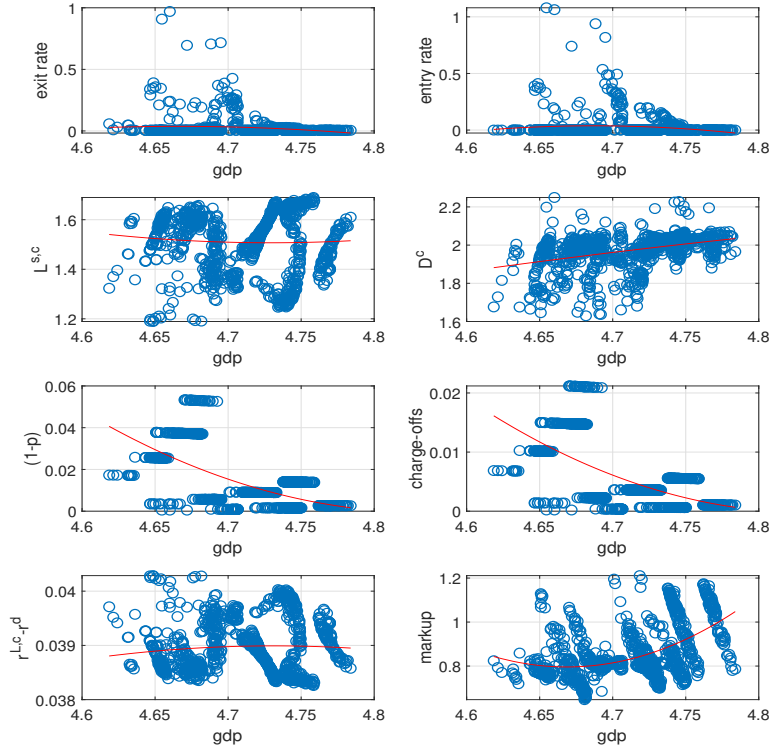 1
0.5
0
exit rate
4.6 4.65 4.7 4.75 4.8
gdp
1
0.5
0
entry rate
4.6 4.65 4.7 4.75 4.8
gdp
1.6
1.4
1.2
L^{s,c}
4.6 4.65 4.7 4.75 4.8
gdp
2.2
2
1.8
1.6
D^c
4.6 4.65 4.7 4.75 4.8
gdp
0.06
0.04
0.02
0
(1-p)
4.6 4.65 4.7 4.75 4.8
gdp
0.02
0.01
0
charge-offs
4.6 4.65 4.7 4.75 4.8
gdp
0.04
0.039
0.038
r^{L,c}-r^d
4.6 4.65 4.7 4.75 4.8
gdp
1.2
1
0.8
0.6
markup
4.6 4.65 4.7 4.75 4.8
gdp